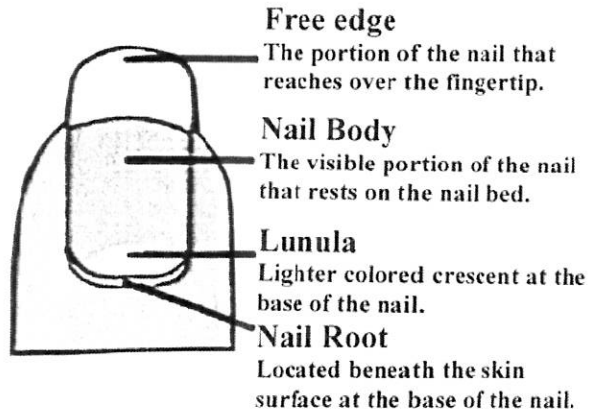 Free edge
The portion of the nail that
reaches over the fingertip.
Nail Body
The visible portion of the nail
that rests on the nail bed.
Lunula
Lighter colored crescent at the
base of the nail.
Nail Root
Located beneath the skin
surface at the base of the nail.